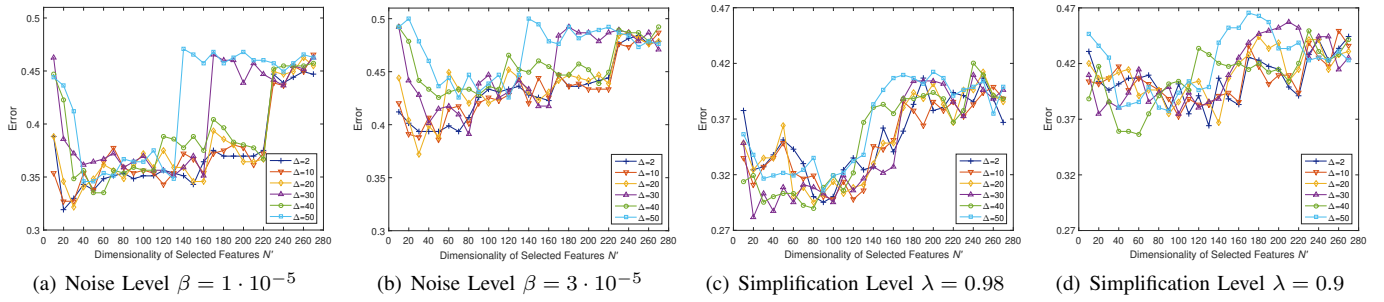 Error
0.5
0.45
0.4
0.35
0.3
0 20 40 60 80 100 120 140 160 180 200 220 240 260 280
Dimensionality of Selected Features N'
Δ=2
Δ=10
Δ=20
Δ=30
Δ=40
Δ=50
(a) Noise Level β = 1 · 10⁻⁵
Error
0.5
0.45
0.4
0.35
0.3
0 20 40 60 80 100 120 140 160 180 200 220 240 260 280
Dimensionality of Selected Features N'
Δ=2
Δ=10
Δ=20
Δ=30
Δ=40
Δ=50
(b) Noise Level β = 3 · 10⁻⁵
Error
0.47
0.42
0.37
0.32
0.27
0 20 40 60 80 100 120 140 160 180 200 220 240 260 280
Dimensionality of Selected Features N'
Δ=2
Δ=10
Δ=20
Δ=30
Δ=40
Δ=50
(c) Simplification Level λ = 0.98
Error
0.47
0.42
0.37
0.32
0.27
0 20 40 60 80 100 120 140 160 180 200 220 240 260 280
Dimensionality of Selected Features N'
Δ=2
Δ=10
Δ=20
Δ=30
Δ=40
Δ=50
(d) Simplification Level λ = 0.9